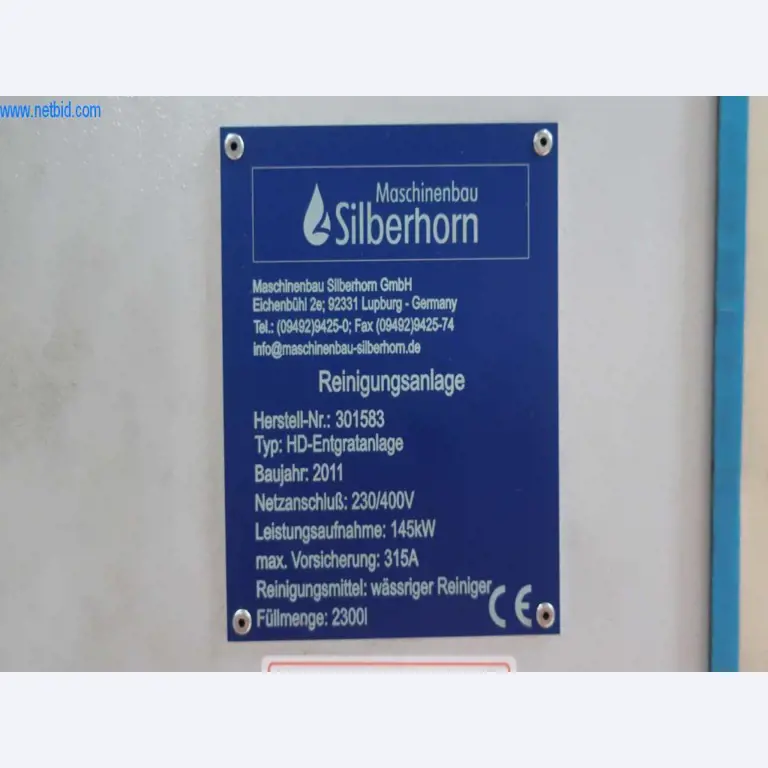 www.netbid.com
Maschinenbau
Silberhorn
Maschinenbau Silberhorn GmbH
Eichenbühl 2e; 92331 Lupburg - Germany
Tel.: (09492)9425-0; Fax (09492)9425-74
info@maschinenbau-silberhorn.de
Reinigungsanlage
Herstell-Nr.: 301583
Typ: HD-Entgratanlage
Baujahr: 2011
Netzanschluß: 230/400V
Leistungsaufnahme: 145kW
max. Vorsicherung: 315A
Reinigungsmittel: wässriger Reiniger
Füllmenge: 2300l
CE